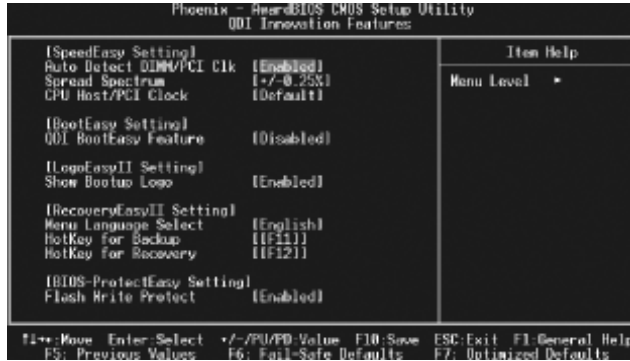 Phoenix - AwardBIOS CMOS Setup Utility
QDI Innovation Features
[SpeedEasy Setting]
Auto Detect DIMM/PCI Clk [Enabled]
Spread Spectrum [+/-0.25%]
CPU Host/PCI Clock [Default]
[BootEasy Setting]
QDI BootEasy Feature [Disabled]
[LogoEasyII Setting]
Show Bootup Logo [Enabled]
[RecoveryEasyII Setting]
Menu Language Select [English]
HotKey for Backup [[F11]]
HotKey for Recovery [[F12]]
[BIOS-ProtectEasy Setting]
Flash Write Protect [Enabled]
Item Help
Menu Level ►
↑↓→←:Move Enter:Select +/-/PU/PD:Value F10:Save ESC:Exit F1:General Help
F5: Previous Values F6: Fail-Safe Defaults F7: Optimized Defaults